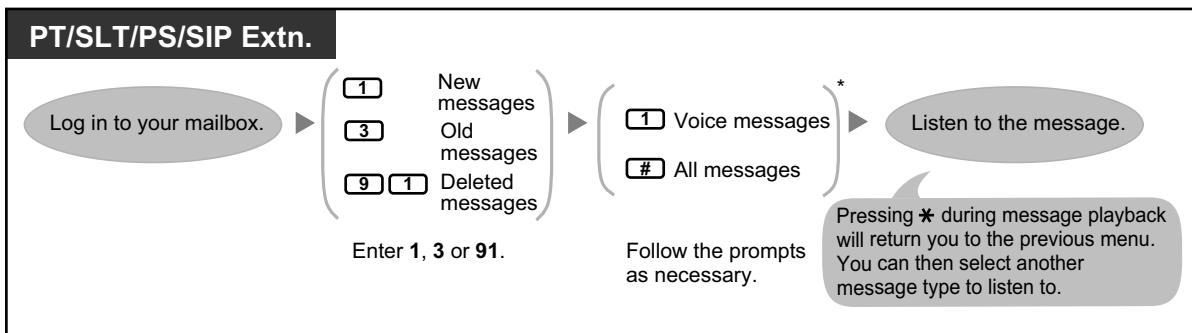 PT/SLT/PS/SIP Extn.
Log in to your mailbox.
1 New
messages
3 Old
messages
9 1 Deleted
messages
Enter 1, 3 or 91.
*
1 Voice messages
# All messages
Follow the prompts
as necessary.
Listen to the message.
Pressing * during message playback
will return you to the previous menu.
You can then select another
message type to listen to.